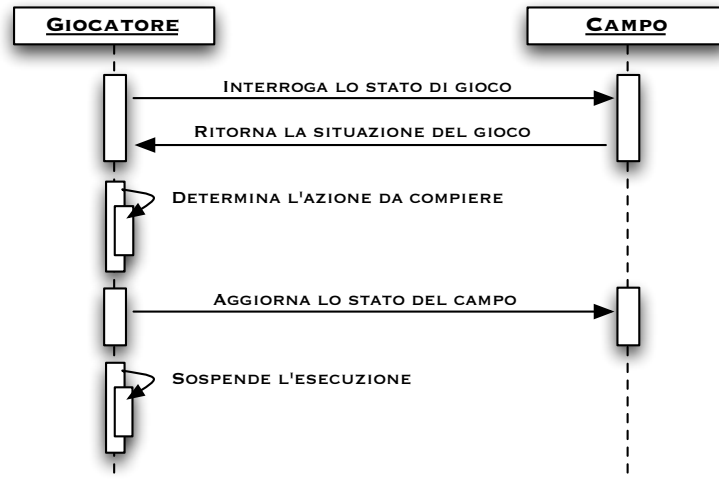 GIOCATORE
CAMPO
INTERROGA LO STATO DI GIOCO
RITORNA LA SITUAZIONE DEL GIOCO
DETERMINA L'AZIONE DA COMPIERE
AGGIORNA LO STATO DEL CAMPO
SOSPENDE L'ESECUZIONE